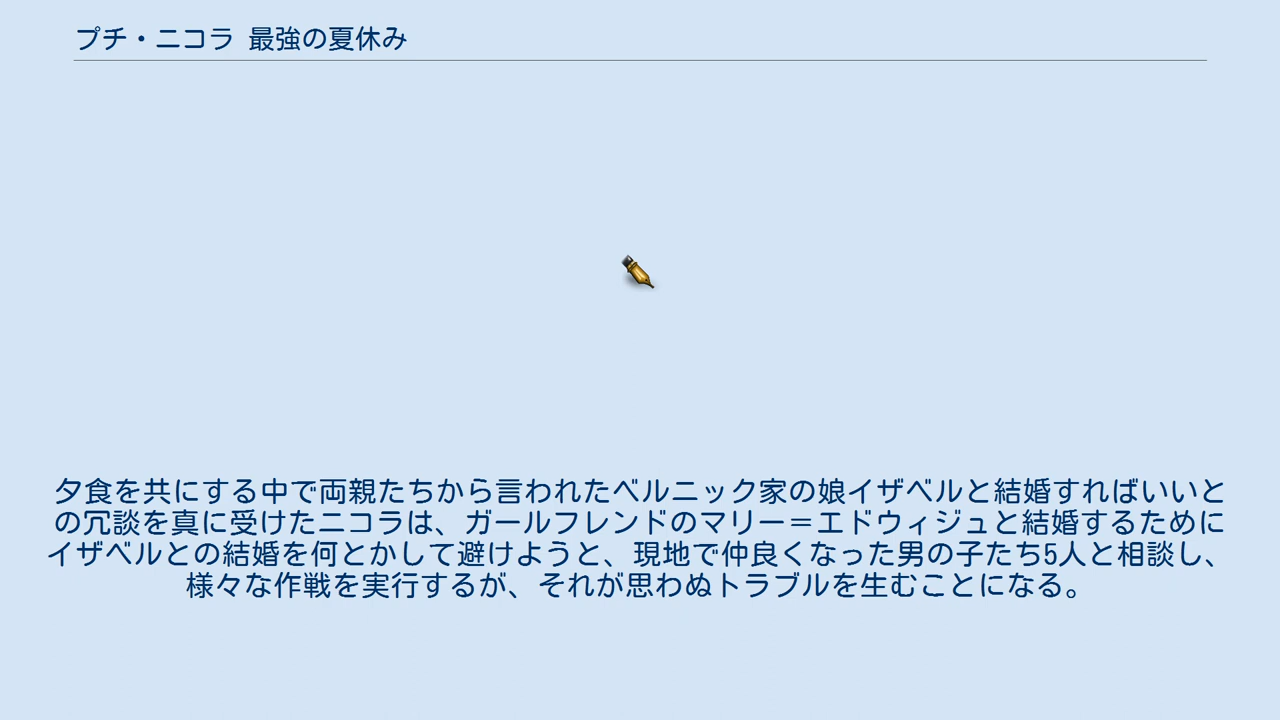 プチ・ニコラ 最強の夏休み
夕食を共にする中で両親たちから言われたベルニック家の娘イザベルと結婚すればいいと
の冗談を真に受けたニコラは、ガールフレンドのマリー＝エドウィジュと結婚するために
イザベルとの結婚を何とかして避けようと、現地で仲良くなった男の子たち5人と相談し、
様々な作戦を実行するが、それが思わぬトラブルを生むことになる。